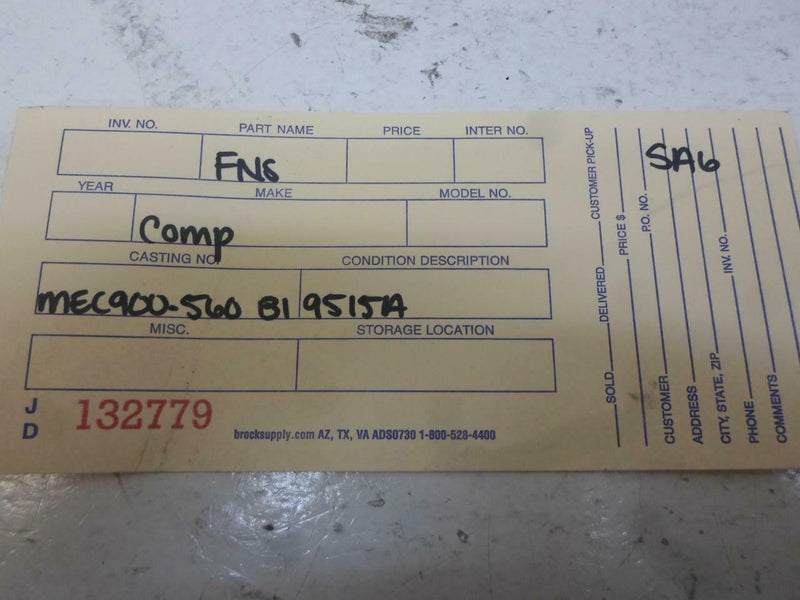 INV. NO. PART NAME PRICE INTER NO.
FNS
YEAR MAKE MODEL NO.
Comp
CASTING NO. CONDITION DESCRIPTION
MEC900-560 B1 9515A
MISC. STORAGE LOCATION
J D 132779
brocksupply.com AZ, TX, VA ADS0730 1-800-528-4400
SOLD DELIVERED CUSTOMER PICK-UP
PRICE $
P.O. NO.
SA6
CUSTOMER
ADDRESS
CITY, STATE, ZIP INV. NO.
PHONE
COMMENTS